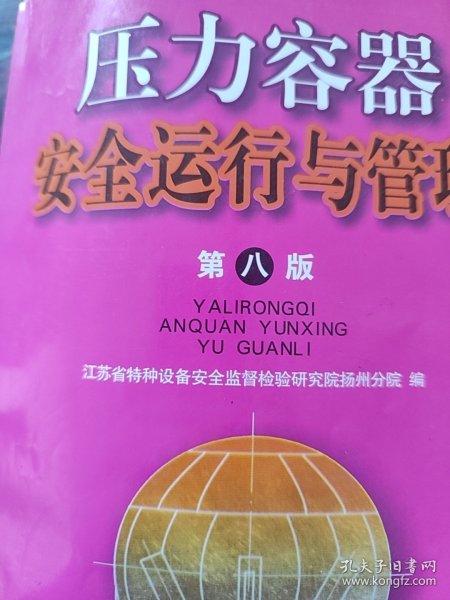 压力容器
安全运行与管理
第八版
YALIRONGQI
ANQUAN YUNXING
YU GUANLI
江苏省特种设备安全监督检验研究院扬州分院 编
孔夫子旧书网
www.kongfz.com